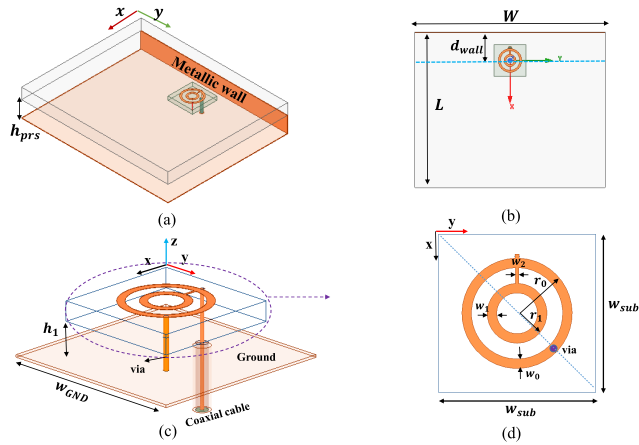 x y
Metallic wall
h_prs
(a)
W
d_wall
Y
L
X
(b)
z
x y
h_1
via
Ground
W_GND
Coaxial cable
(c)
y
x
w_2
r_0
w_1
r_1
w_sub
via
w_0
w_sub
(d)